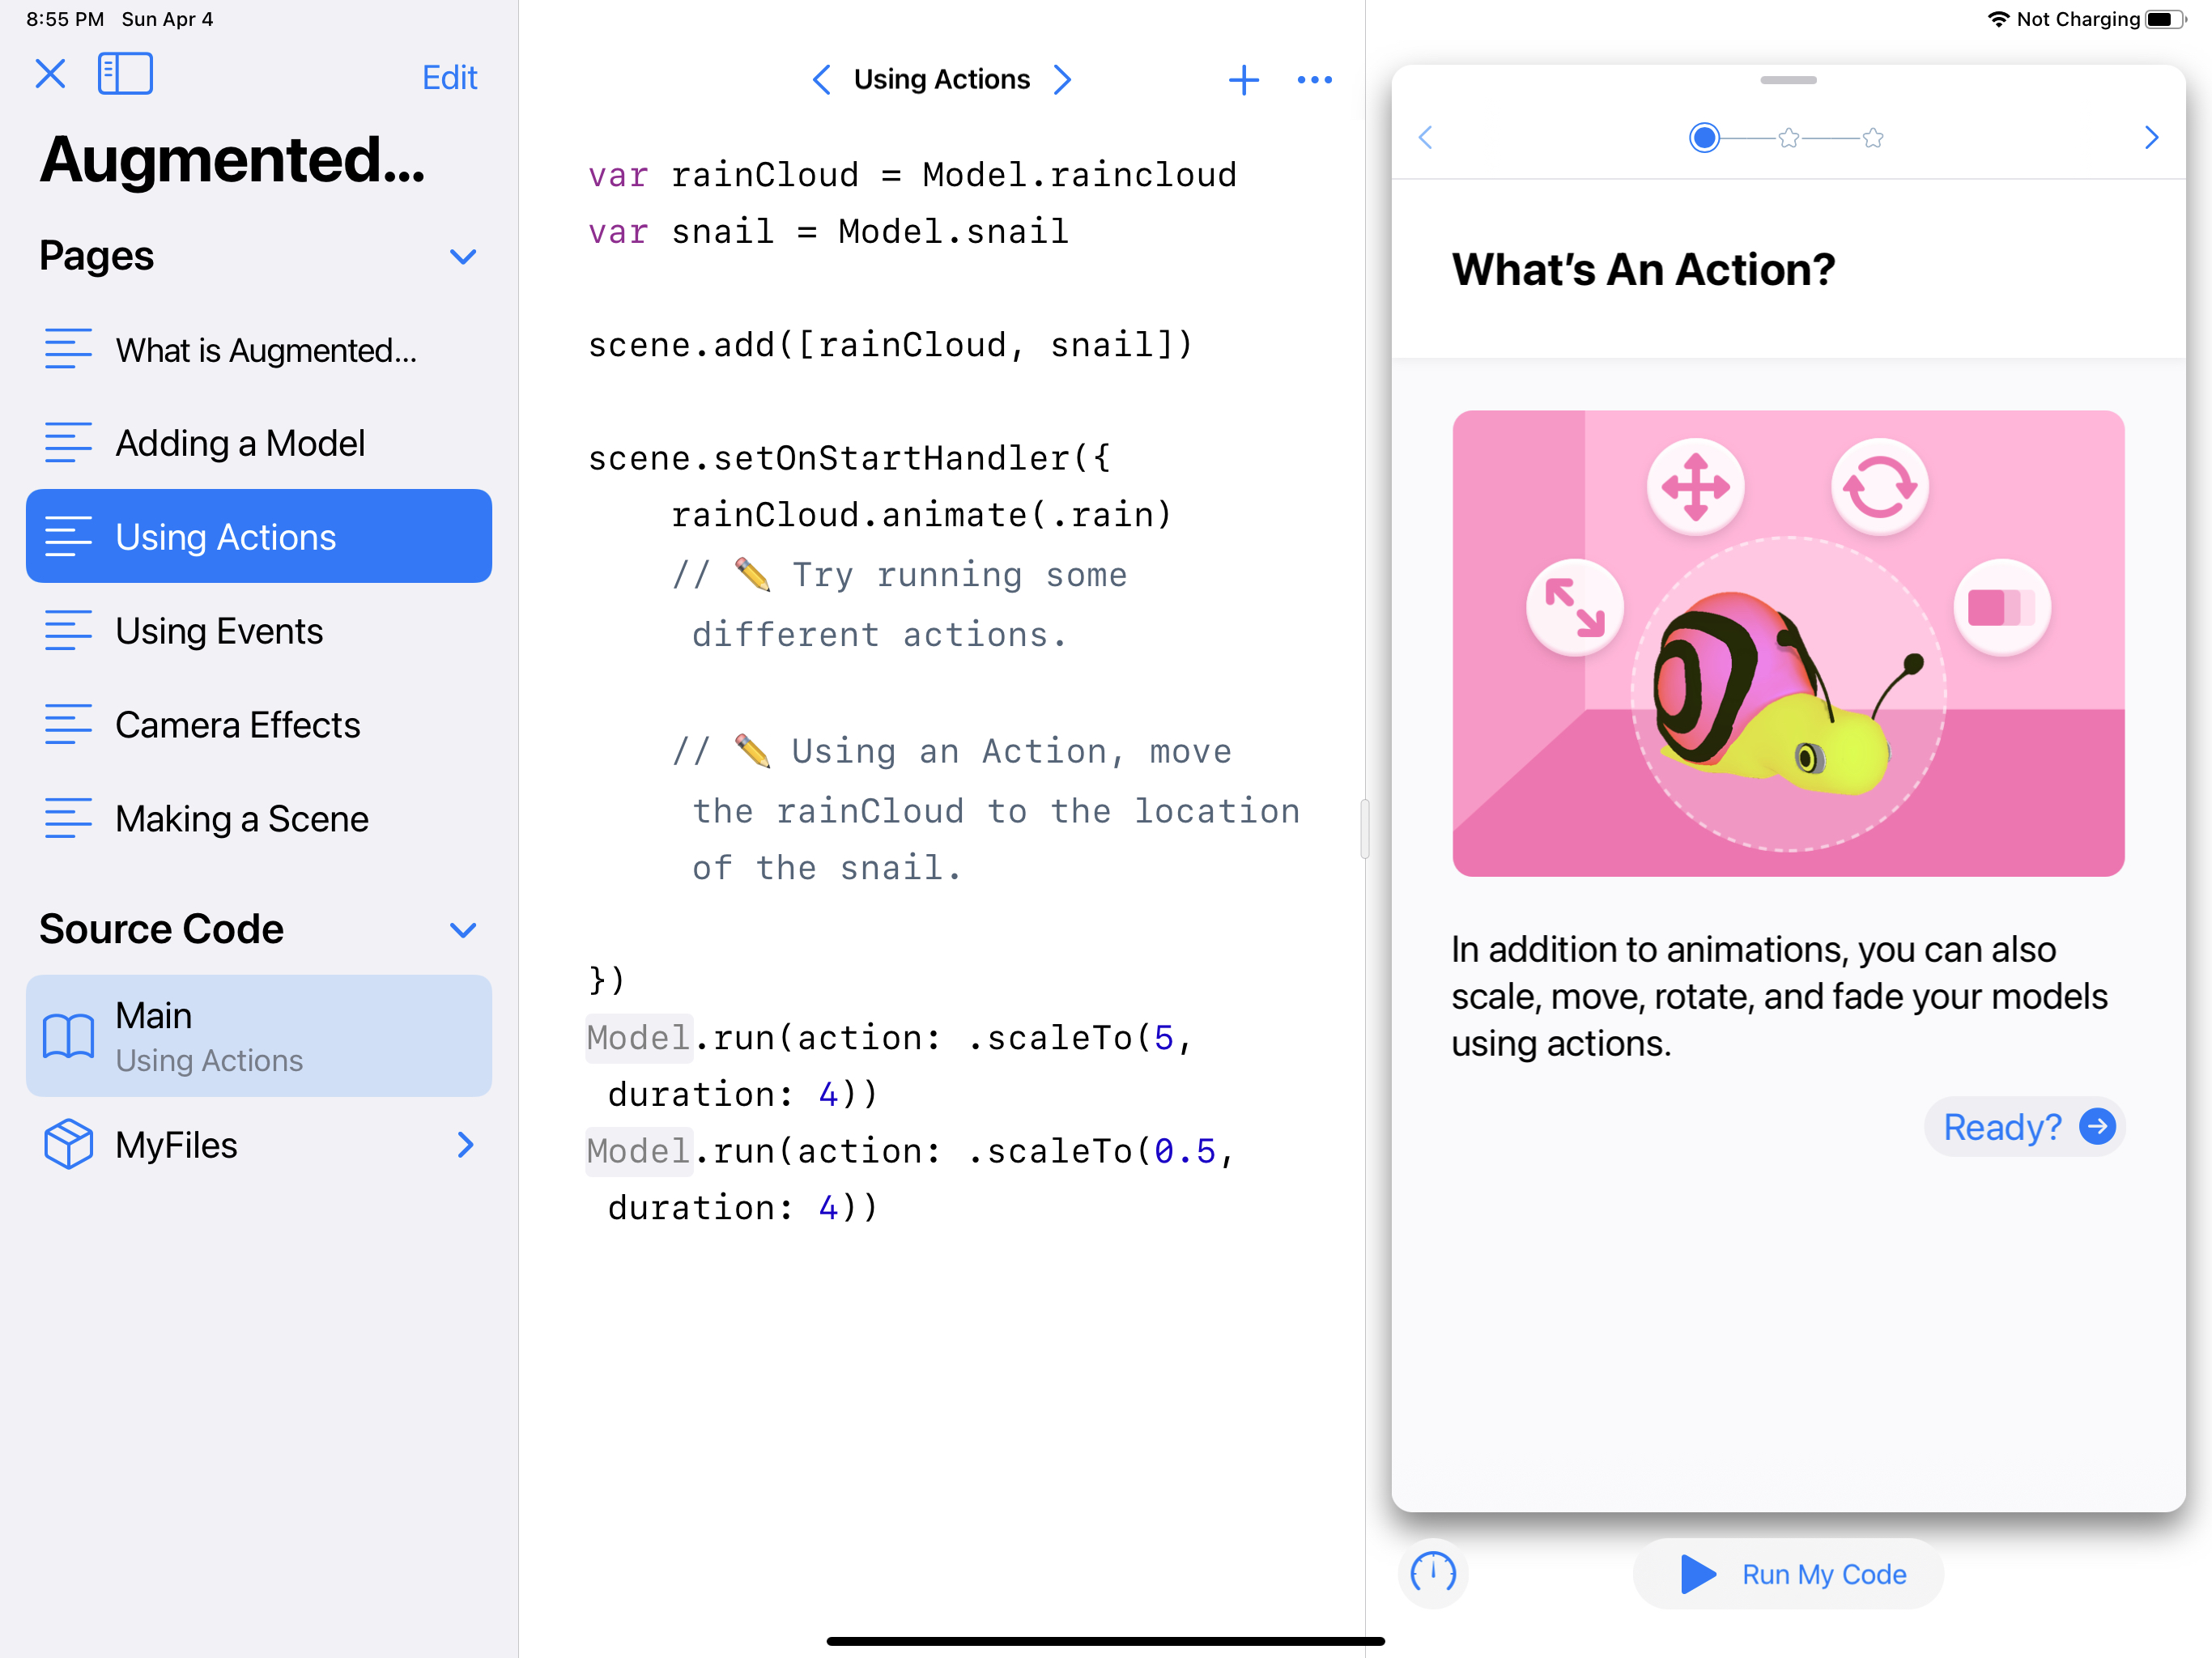 8:55 PM Sun Apr 4
Not Charging
Edit
Augmented...
Pages
What is Augmented...
Adding a Model
Using Actions
Using Events
Camera Effects
Making a Scene
Source Code
Main
Using Actions
MyFiles
Using Actions
var rainCloud = Model.raincloud
var snail = Model.snail
scene.add([rainCloud, snail])
scene.setOnStartHandler({
rainCloud.animate(.rain)
// ✏️ Try running some
different actions.
// ✏️ Using an Action, move
the rainCloud to the location
of the snail.
})
Model.run(action: .scaleTo(5,
duration: 4))
Model.run(action: .scaleTo(0.5,
duration: 4))
What's An Action?
In addition to animations, you can also
scale, move, rotate, and fade your models
using actions.
Ready?
Run My Code